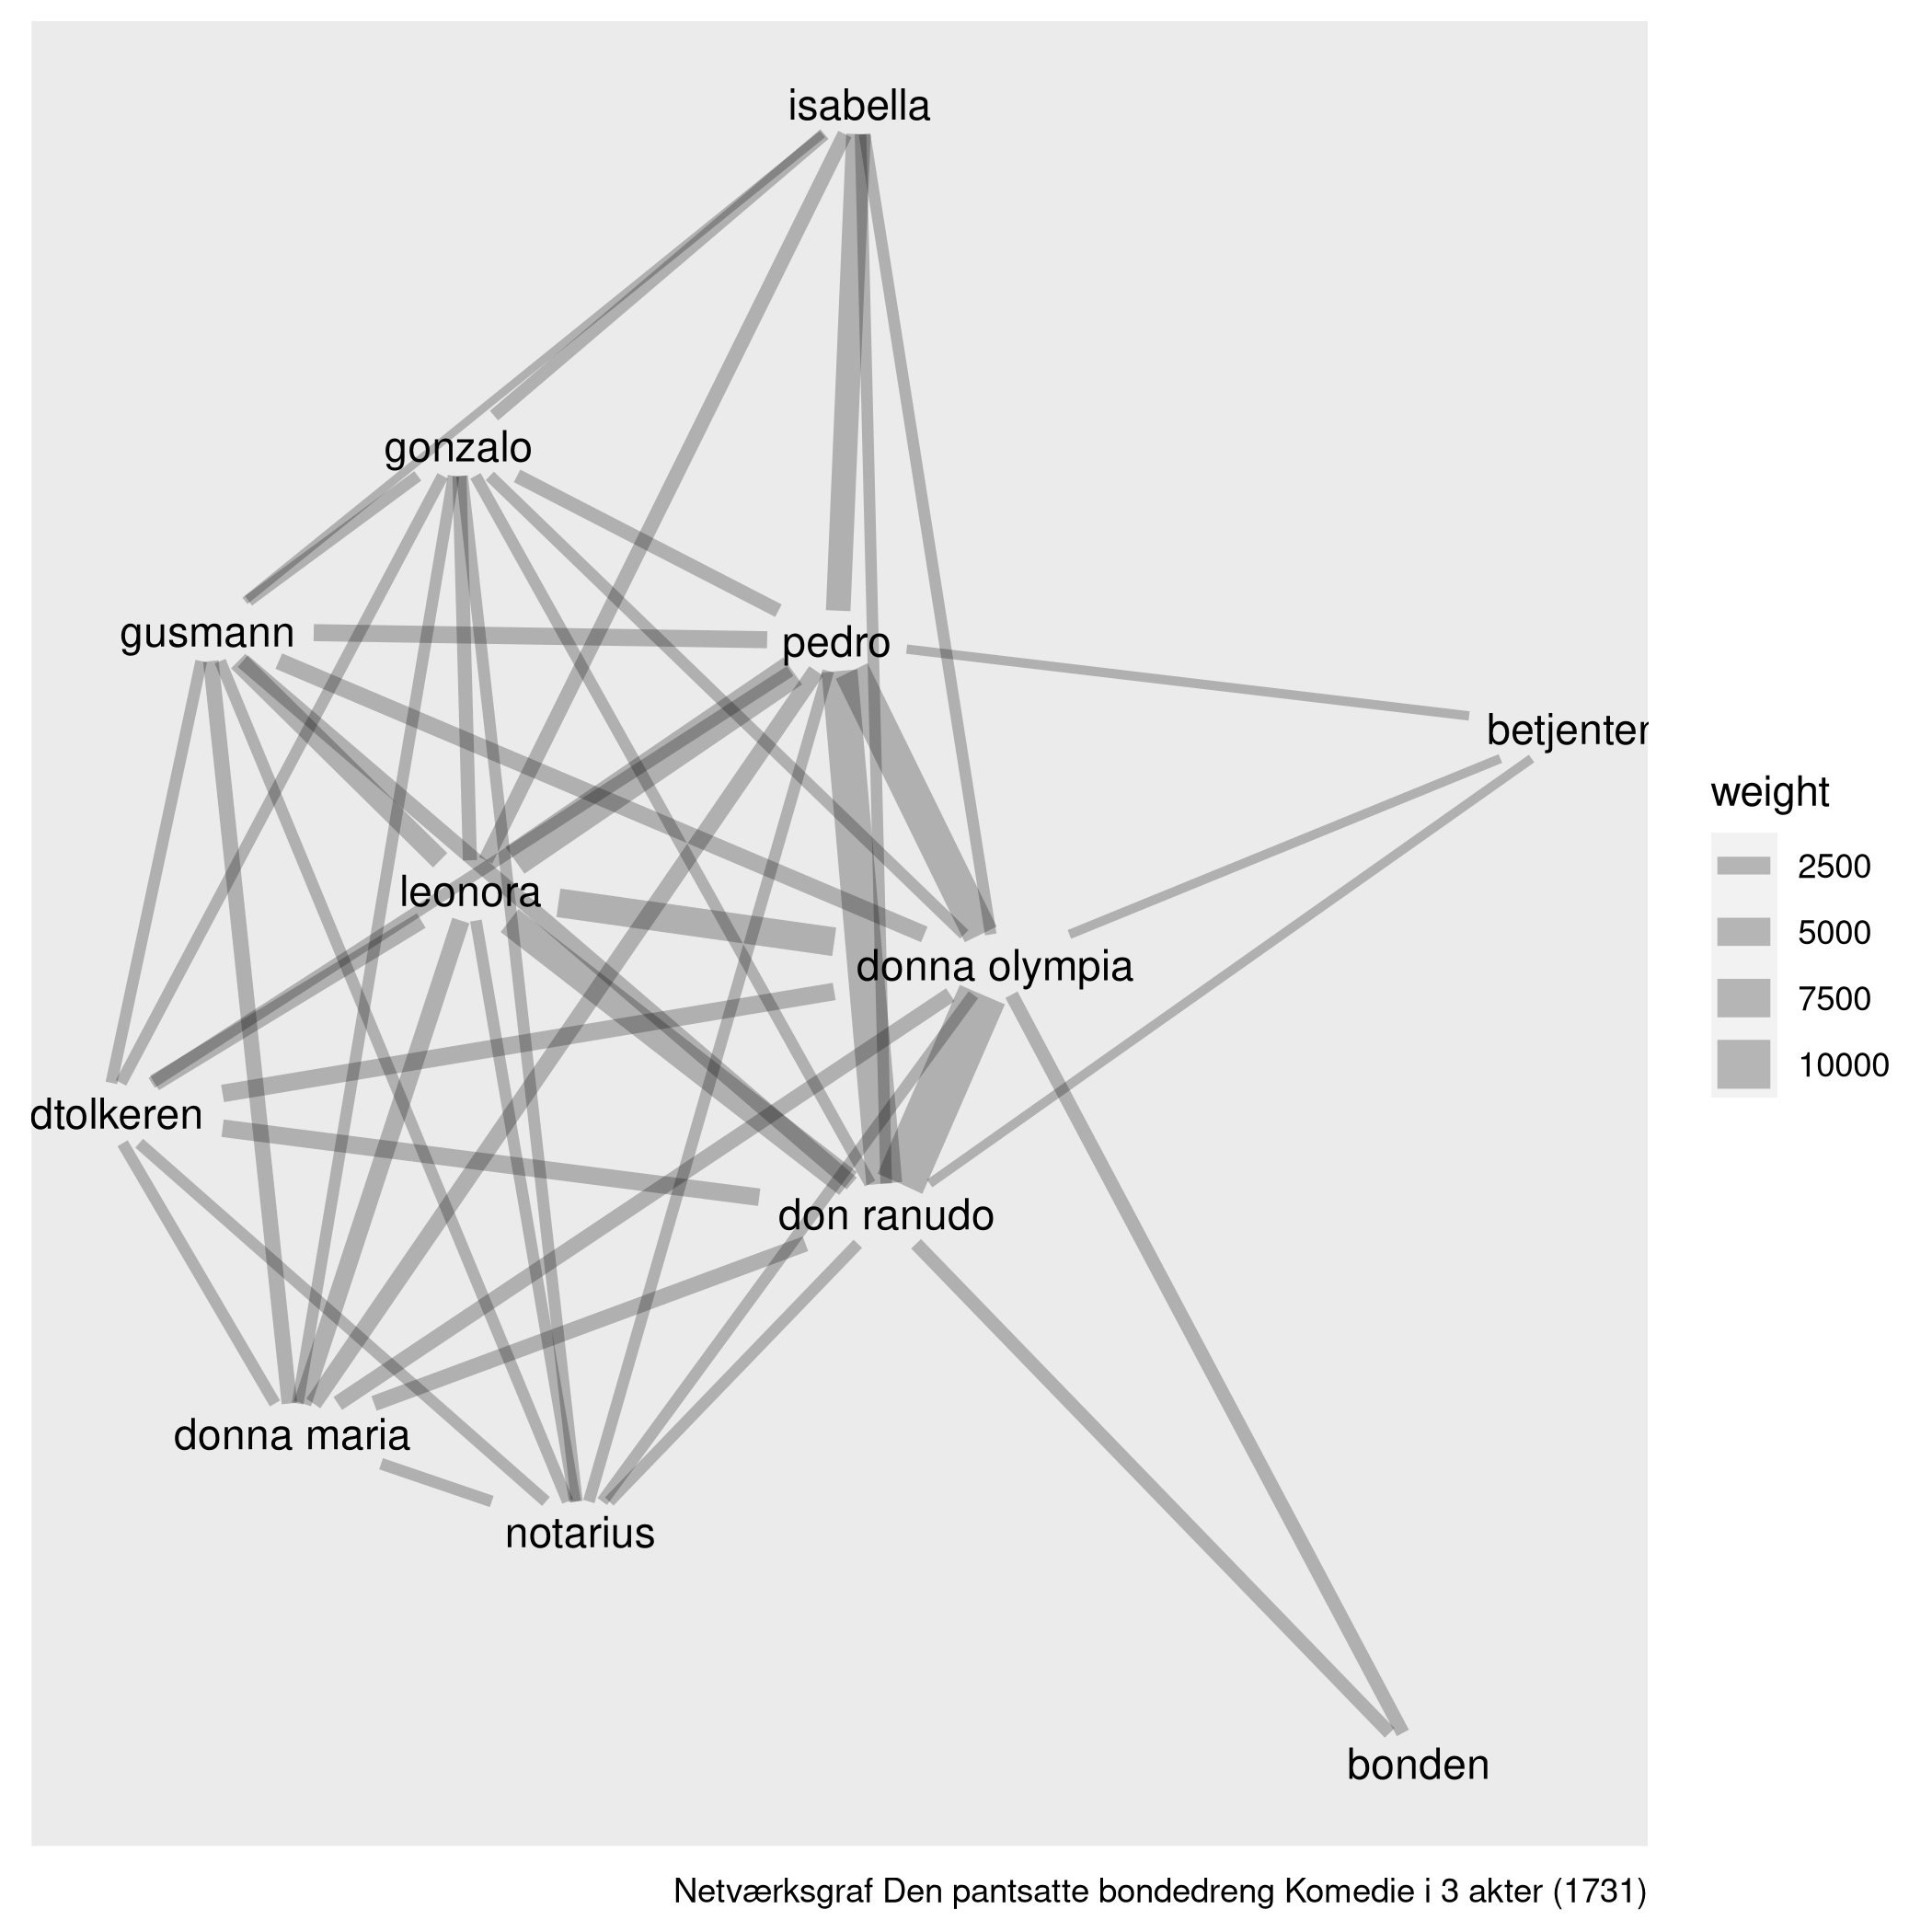 isabella
gonzalo
gusmann
pedro
betjenter
leonora
donna olympia
dtolkeren
don ranudo
donna maria
notarius
bonden
weight
2500
5000
7500
10000
Netværksgraf Den pantsatte bondedreng Komedie i 3 akter (1731)